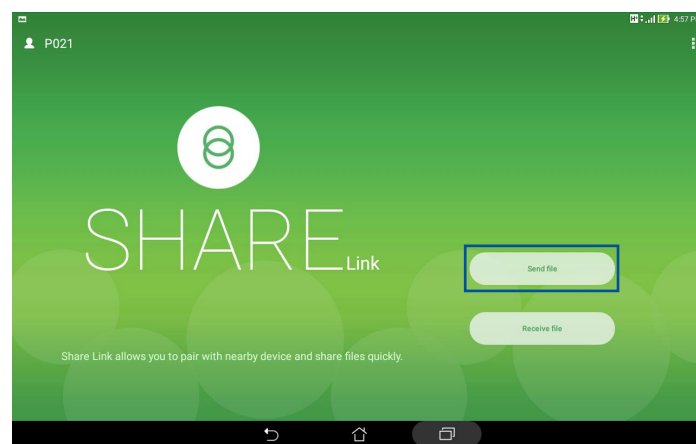 H+ 4:57 P
P021
SHARE Link
Send file
Receive file
Share Link allows you to pair with nearby device and share files quickly.